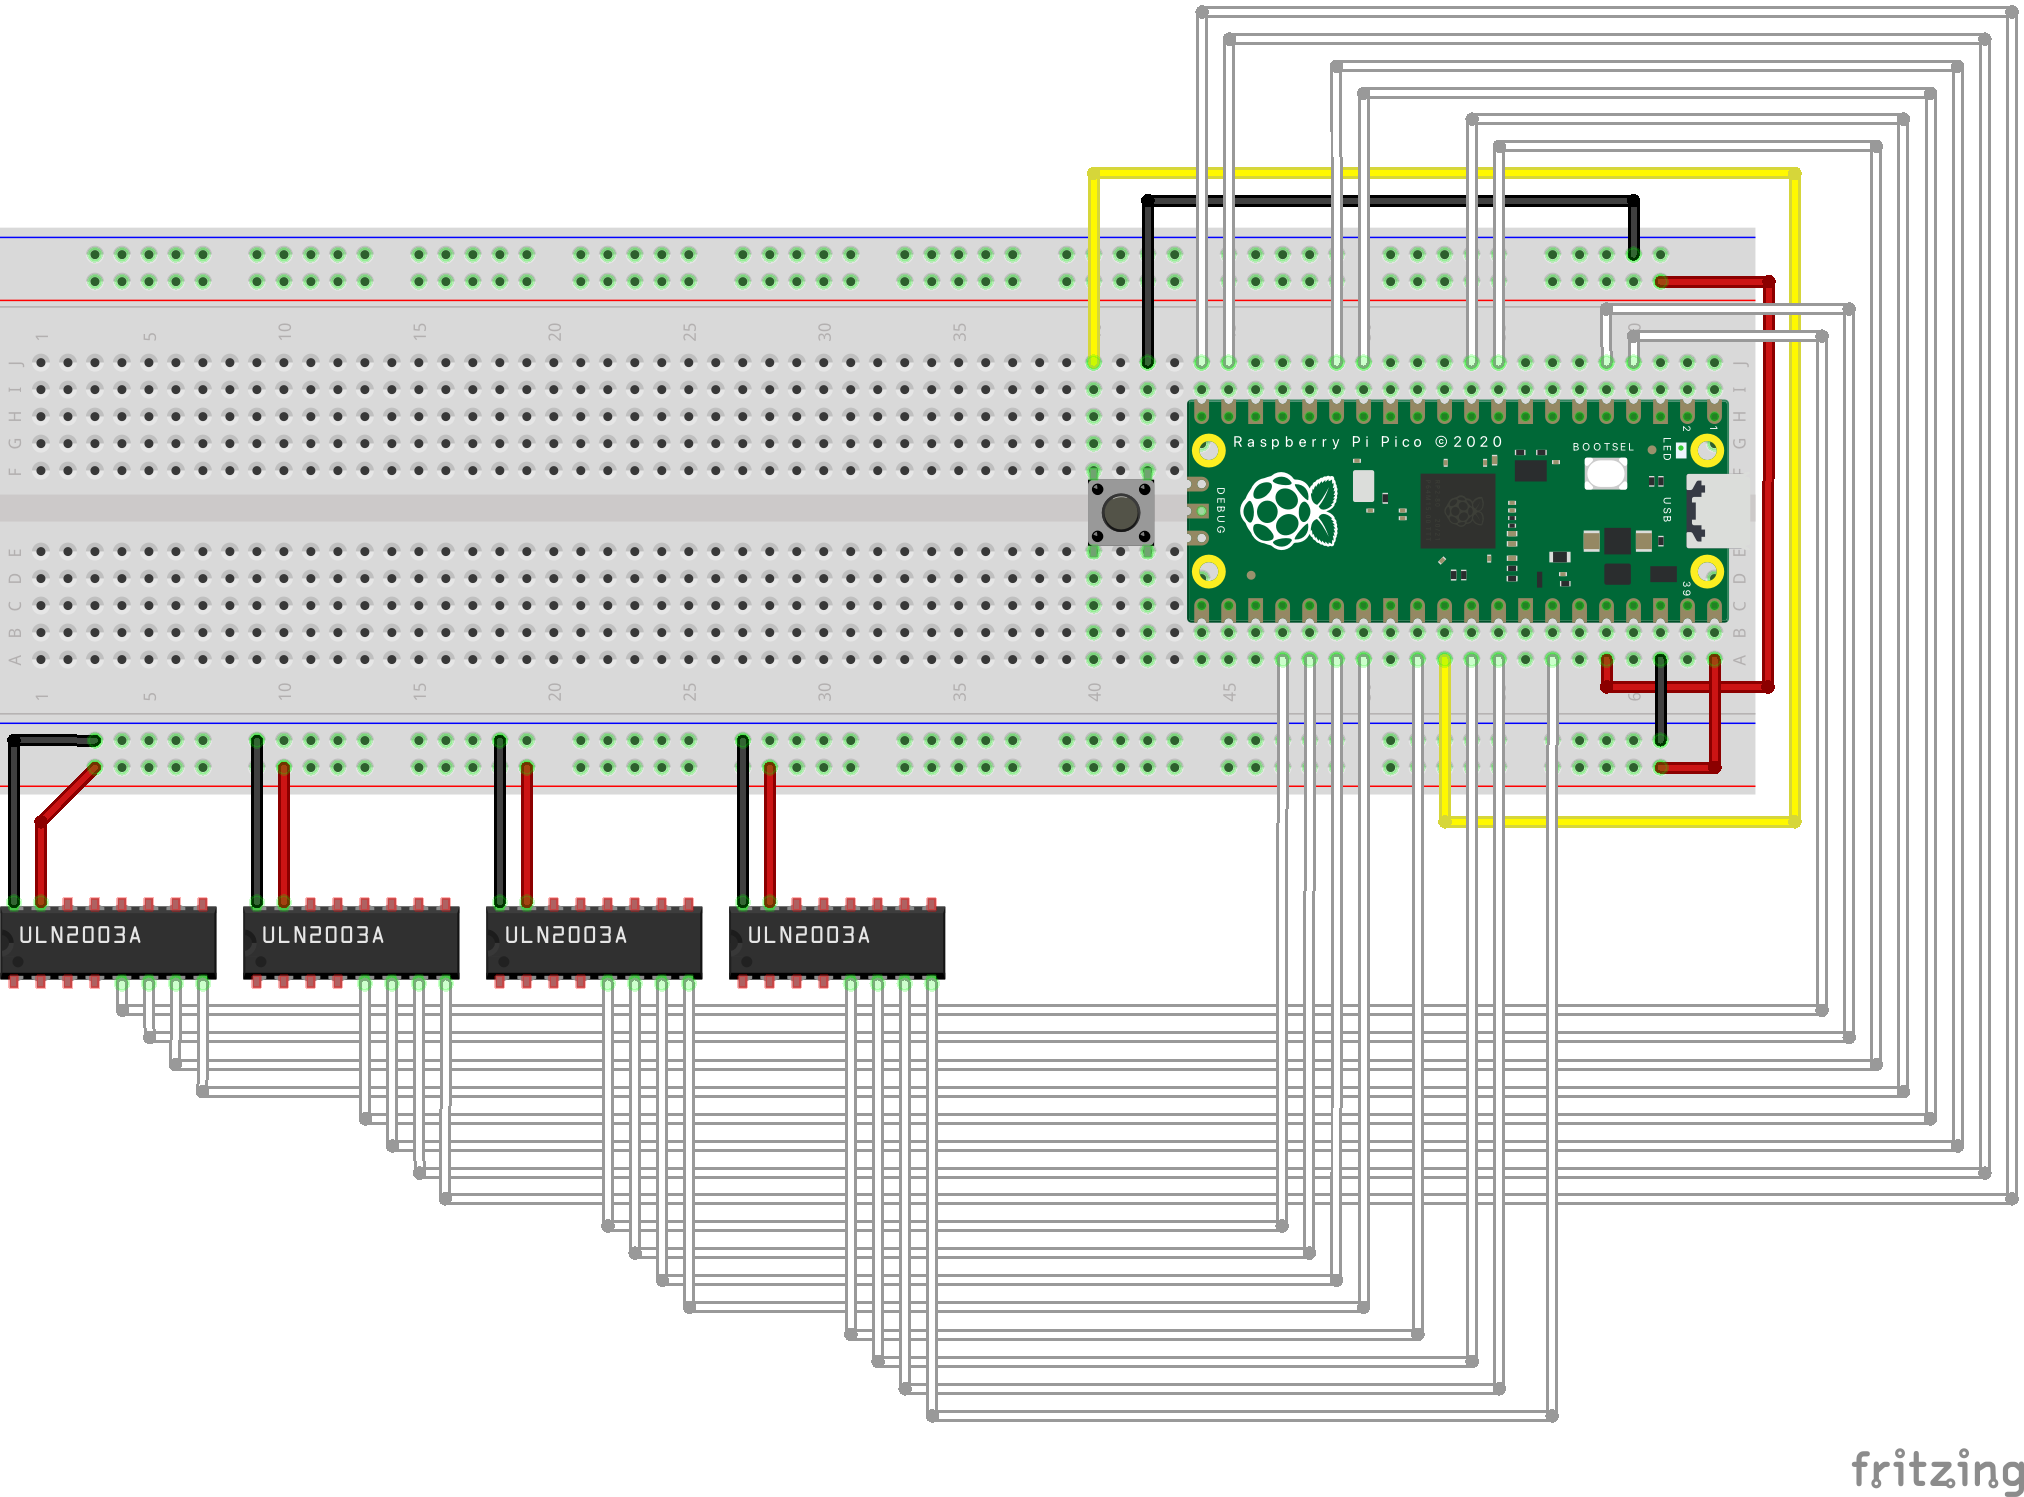 1 5 10 15 20 25 30 35
J
I
H
G
F
Raspberry Pi Pico ©2020
BOOTSEL
LED
2
1
J
I
H
G
F
DEBUG
USB
E
D
C
B
A
39
E
D
C
B
A
1 5 10 15 20 25 30 35 40 45
ULN2003A
ULN2003A
ULN2003A
ULN2003A
fritzing